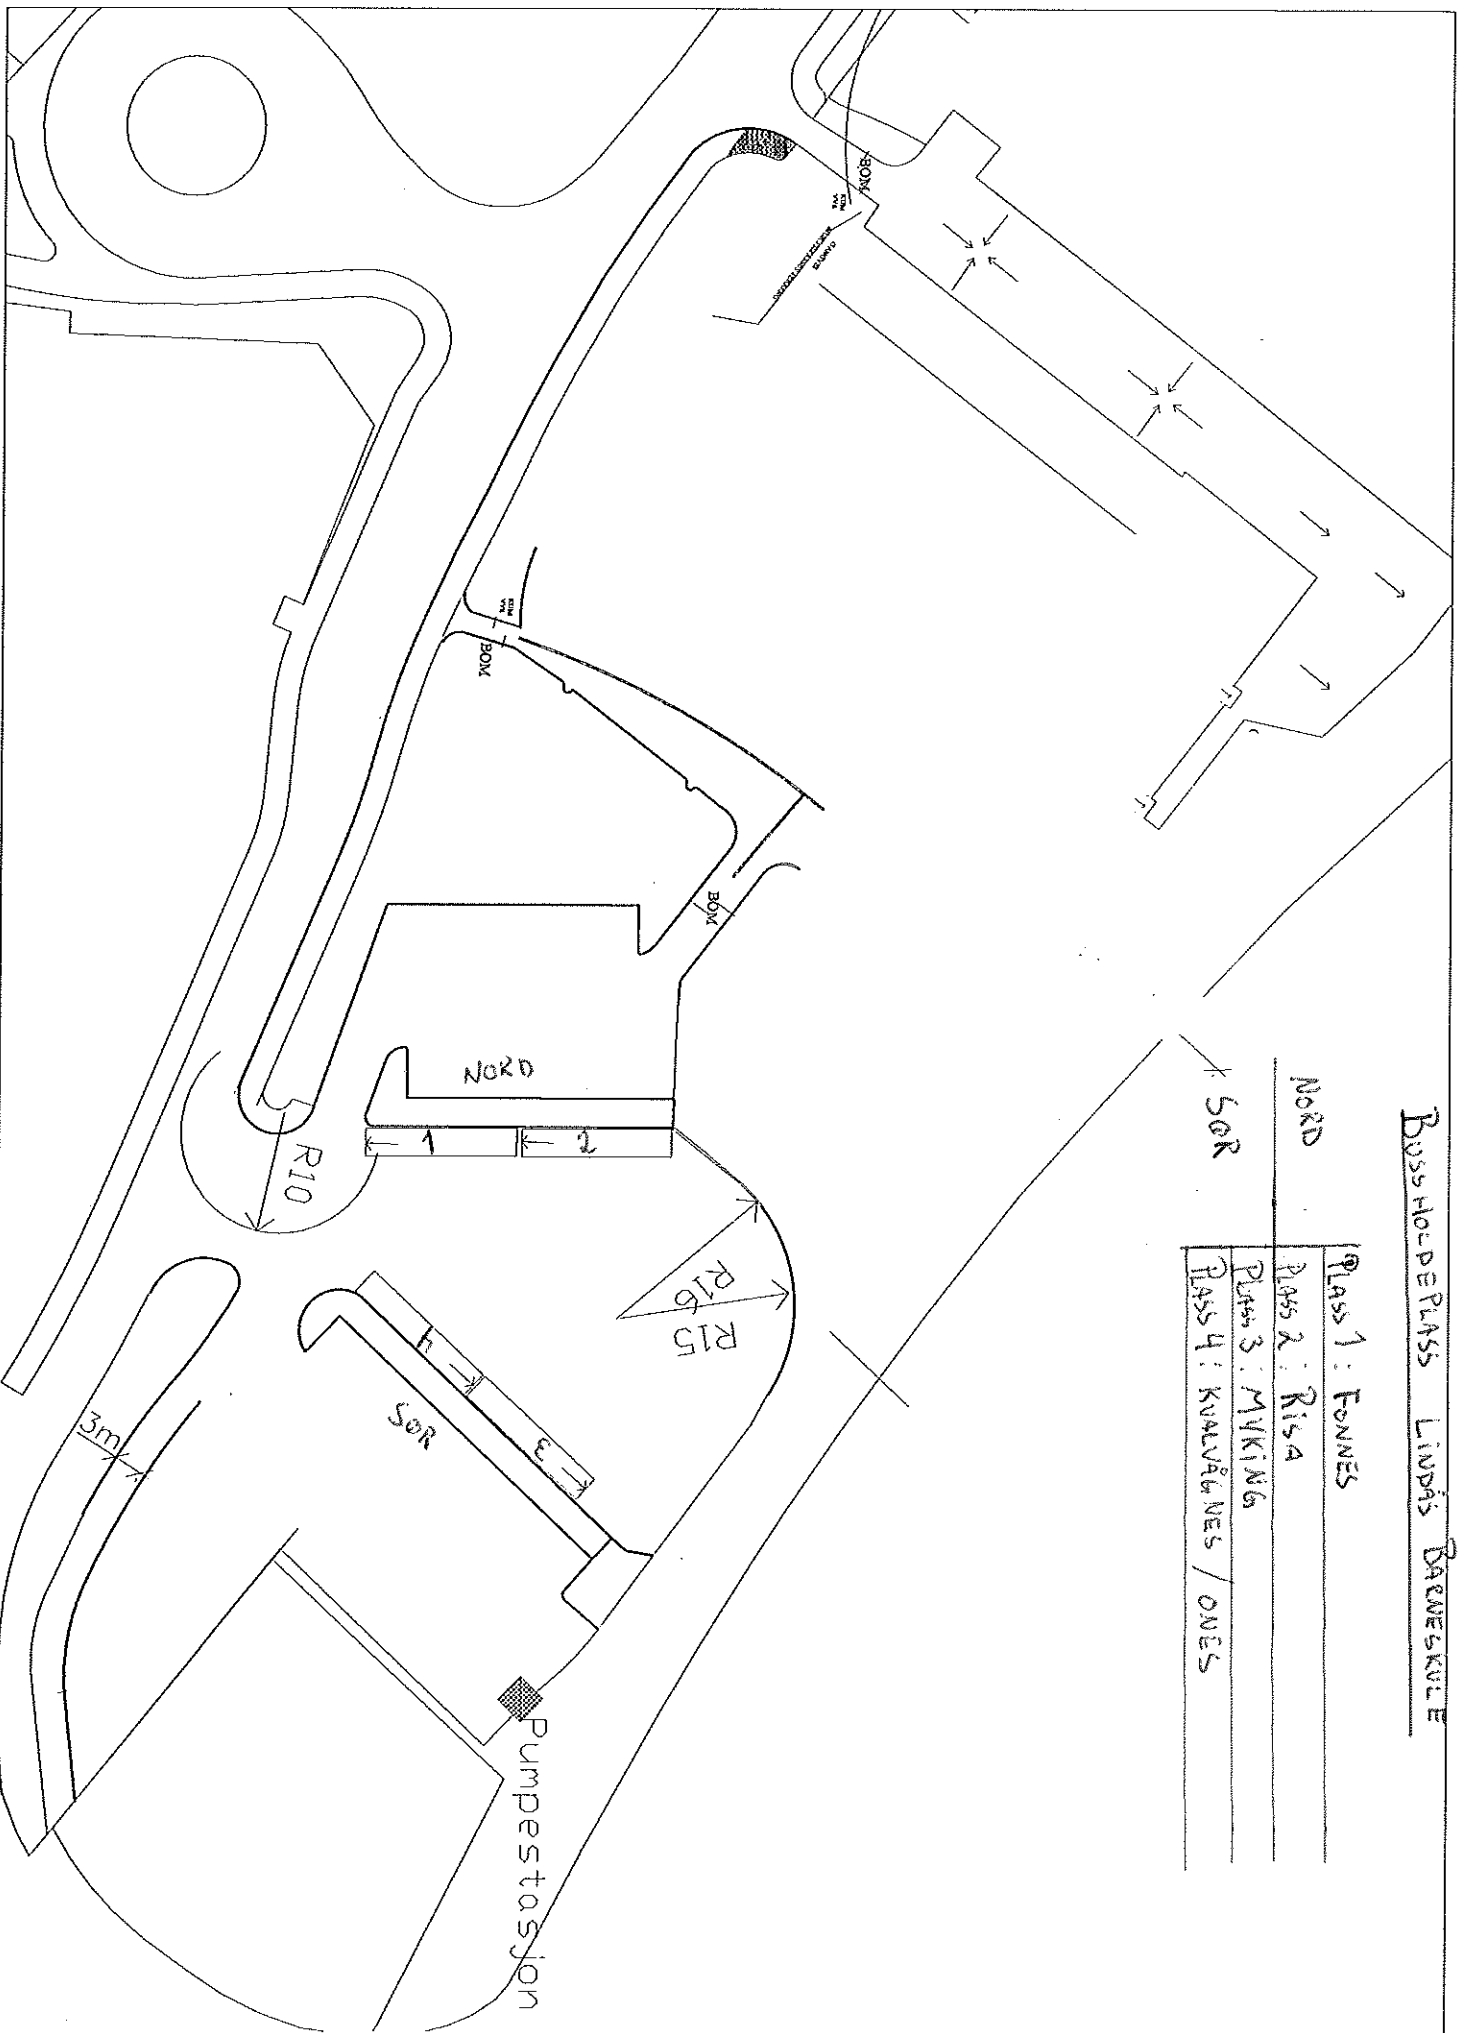 BUSSHOLDEPLASS LINDÅS BARNESKULE
NORD
PLASS 1: FONNES
PLASS 2: RISA
SØR
PLASS 3: MYKING
PLASS 4: KVALVÅGNES / ONES
BOM
BOM
BOM
NORD
1
2
R10
R16
R15
4
3
SØR
3m
Pumpestasjon